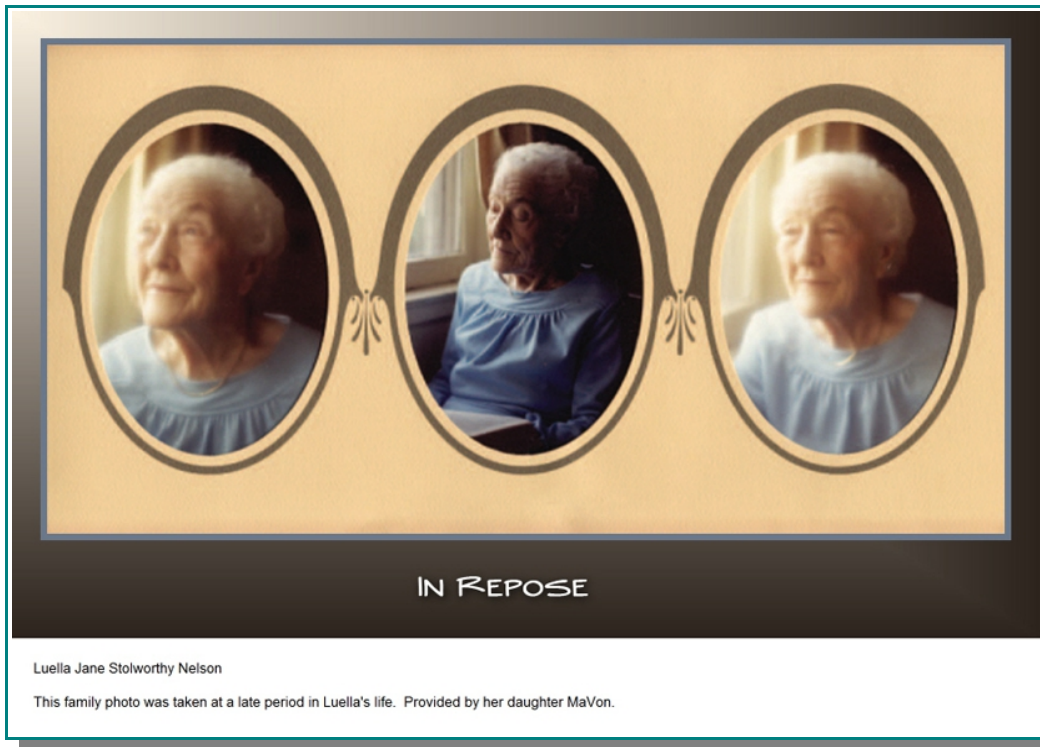 In Repose
Luella Jane Stolworthy Nelson
This family photo was taken at a late period in Luella's life.  Provided by her daughter MaVon.